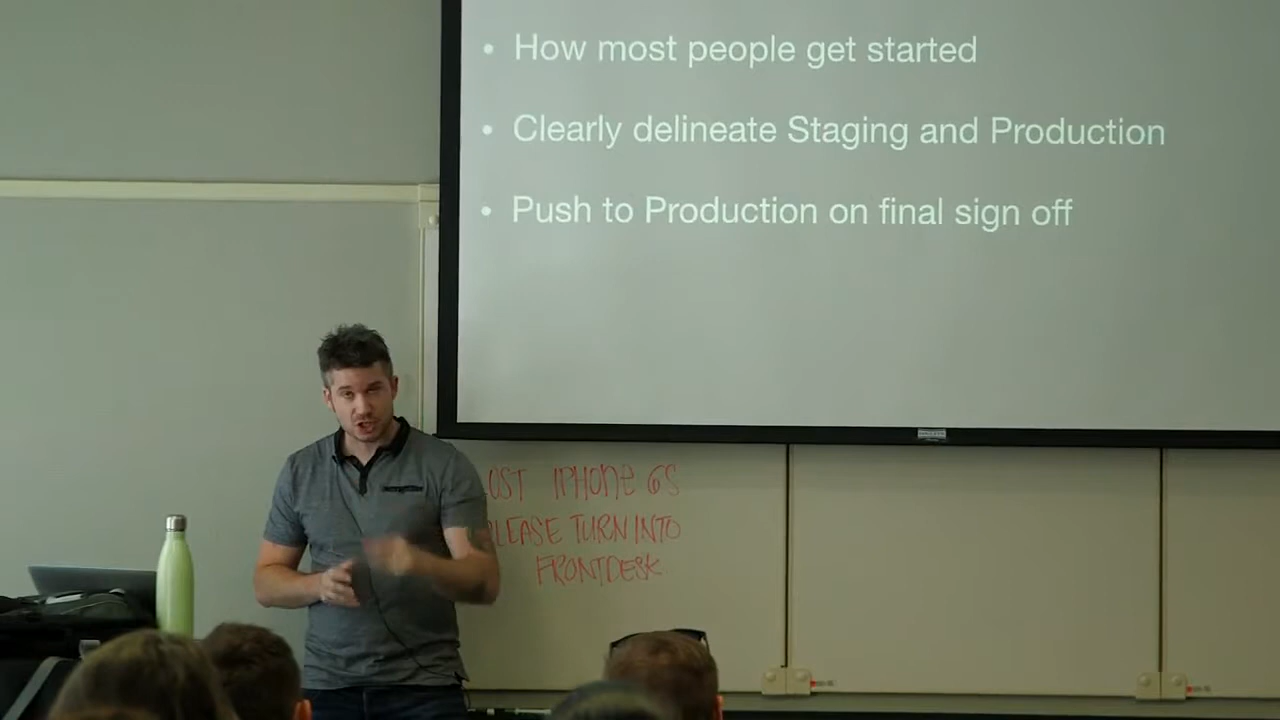 How most people get started
Clearly delineate Staging and Production
Push to Production on final sign off
OST IPHONE 6S
LEASE TURN INTO
FRONTDESK